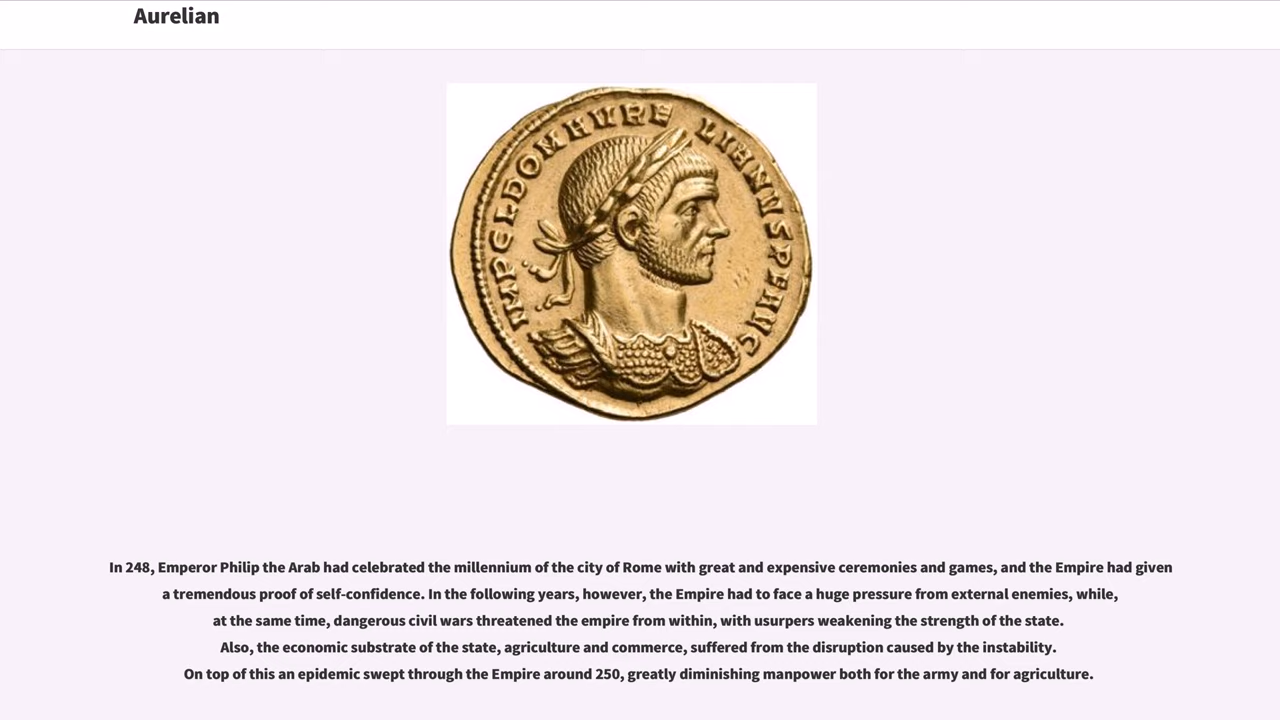 Aurelian
IMP C L DOM AVRELIANVS P F AVG
In 248, Emperor Philip the Arab had celebrated the millennium of the city of Rome with great and expensive ceremonies and games, and the Empire had given
a tremendous proof of self-confidence. In the following years, however, the Empire had to face a huge pressure from external enemies, while,
at the same time, dangerous civil wars threatened the empire from within, with usurpers weakening the strength of the state.
Also, the economic substrate of the state, agriculture and commerce, suffered from the disruption caused by the instability.
On top of this an epidemic swept through the Empire around 250, greatly diminishing manpower both for the army and for agriculture.